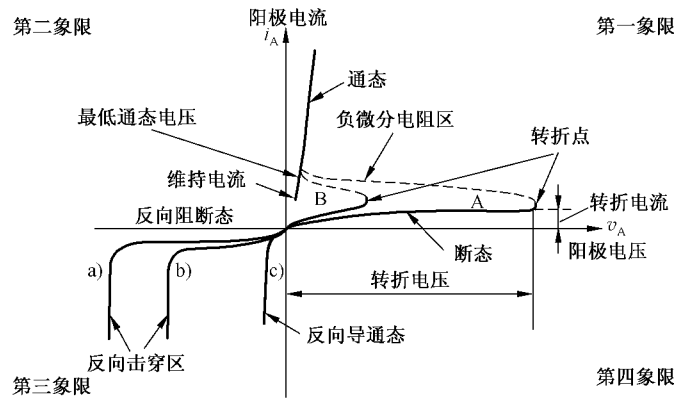 第二象限
阳极电流
iA
第一象限
通态
最低通态电压
负微分电阻区
转折点
维持电流
B
A
转折电流
反向阻断态
vA
断态
阳极电压
a)
b)
c)
转折电压
反向导通态
反向击穿区
第三象限
第四象限